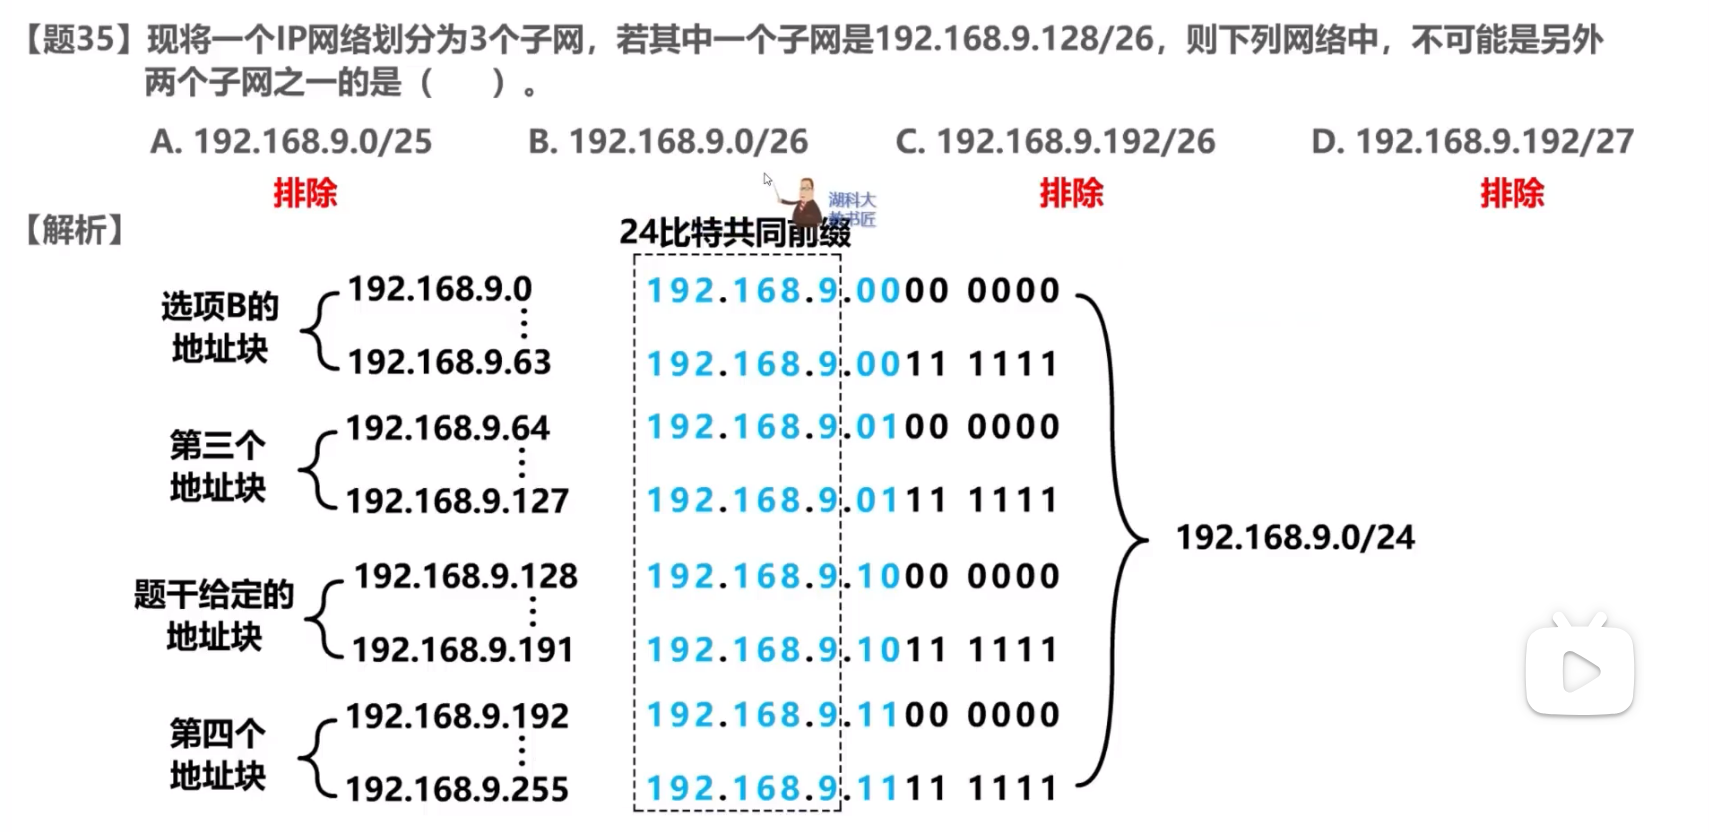 【题35】现将一个IP网络划分为3个子网，若其中一个子网是192.168.9.128/26，则下列网络中，不可能是另外
两个子网之一的是（　　）。
A. 192.168.9.0/25 B. 192.168.9.0/26 C. 192.168.9.192/26 D. 192.168.9.192/27
排除 排除 排除
湖科大
教书匠
【解析】
24比特共同前缀
选项B的
地址块
192.168.9.0
192.168.9.63
192.168.9.0000 0000
192.168.9.0011 1111
第三个
地址块
192.168.9.64
192.168.9.127
192.168.9.0100 0000
192.168.9.0111 1111
192.168.9.0/24
题干给定的
地址块
192.168.9.128
192.168.9.191
192.168.9.1000 0000
192.168.9.1011 1111
第四个
地址块
192.168.9.192
192.168.9.255
192.168.9.1100 0000
192.168.9.1111 1111